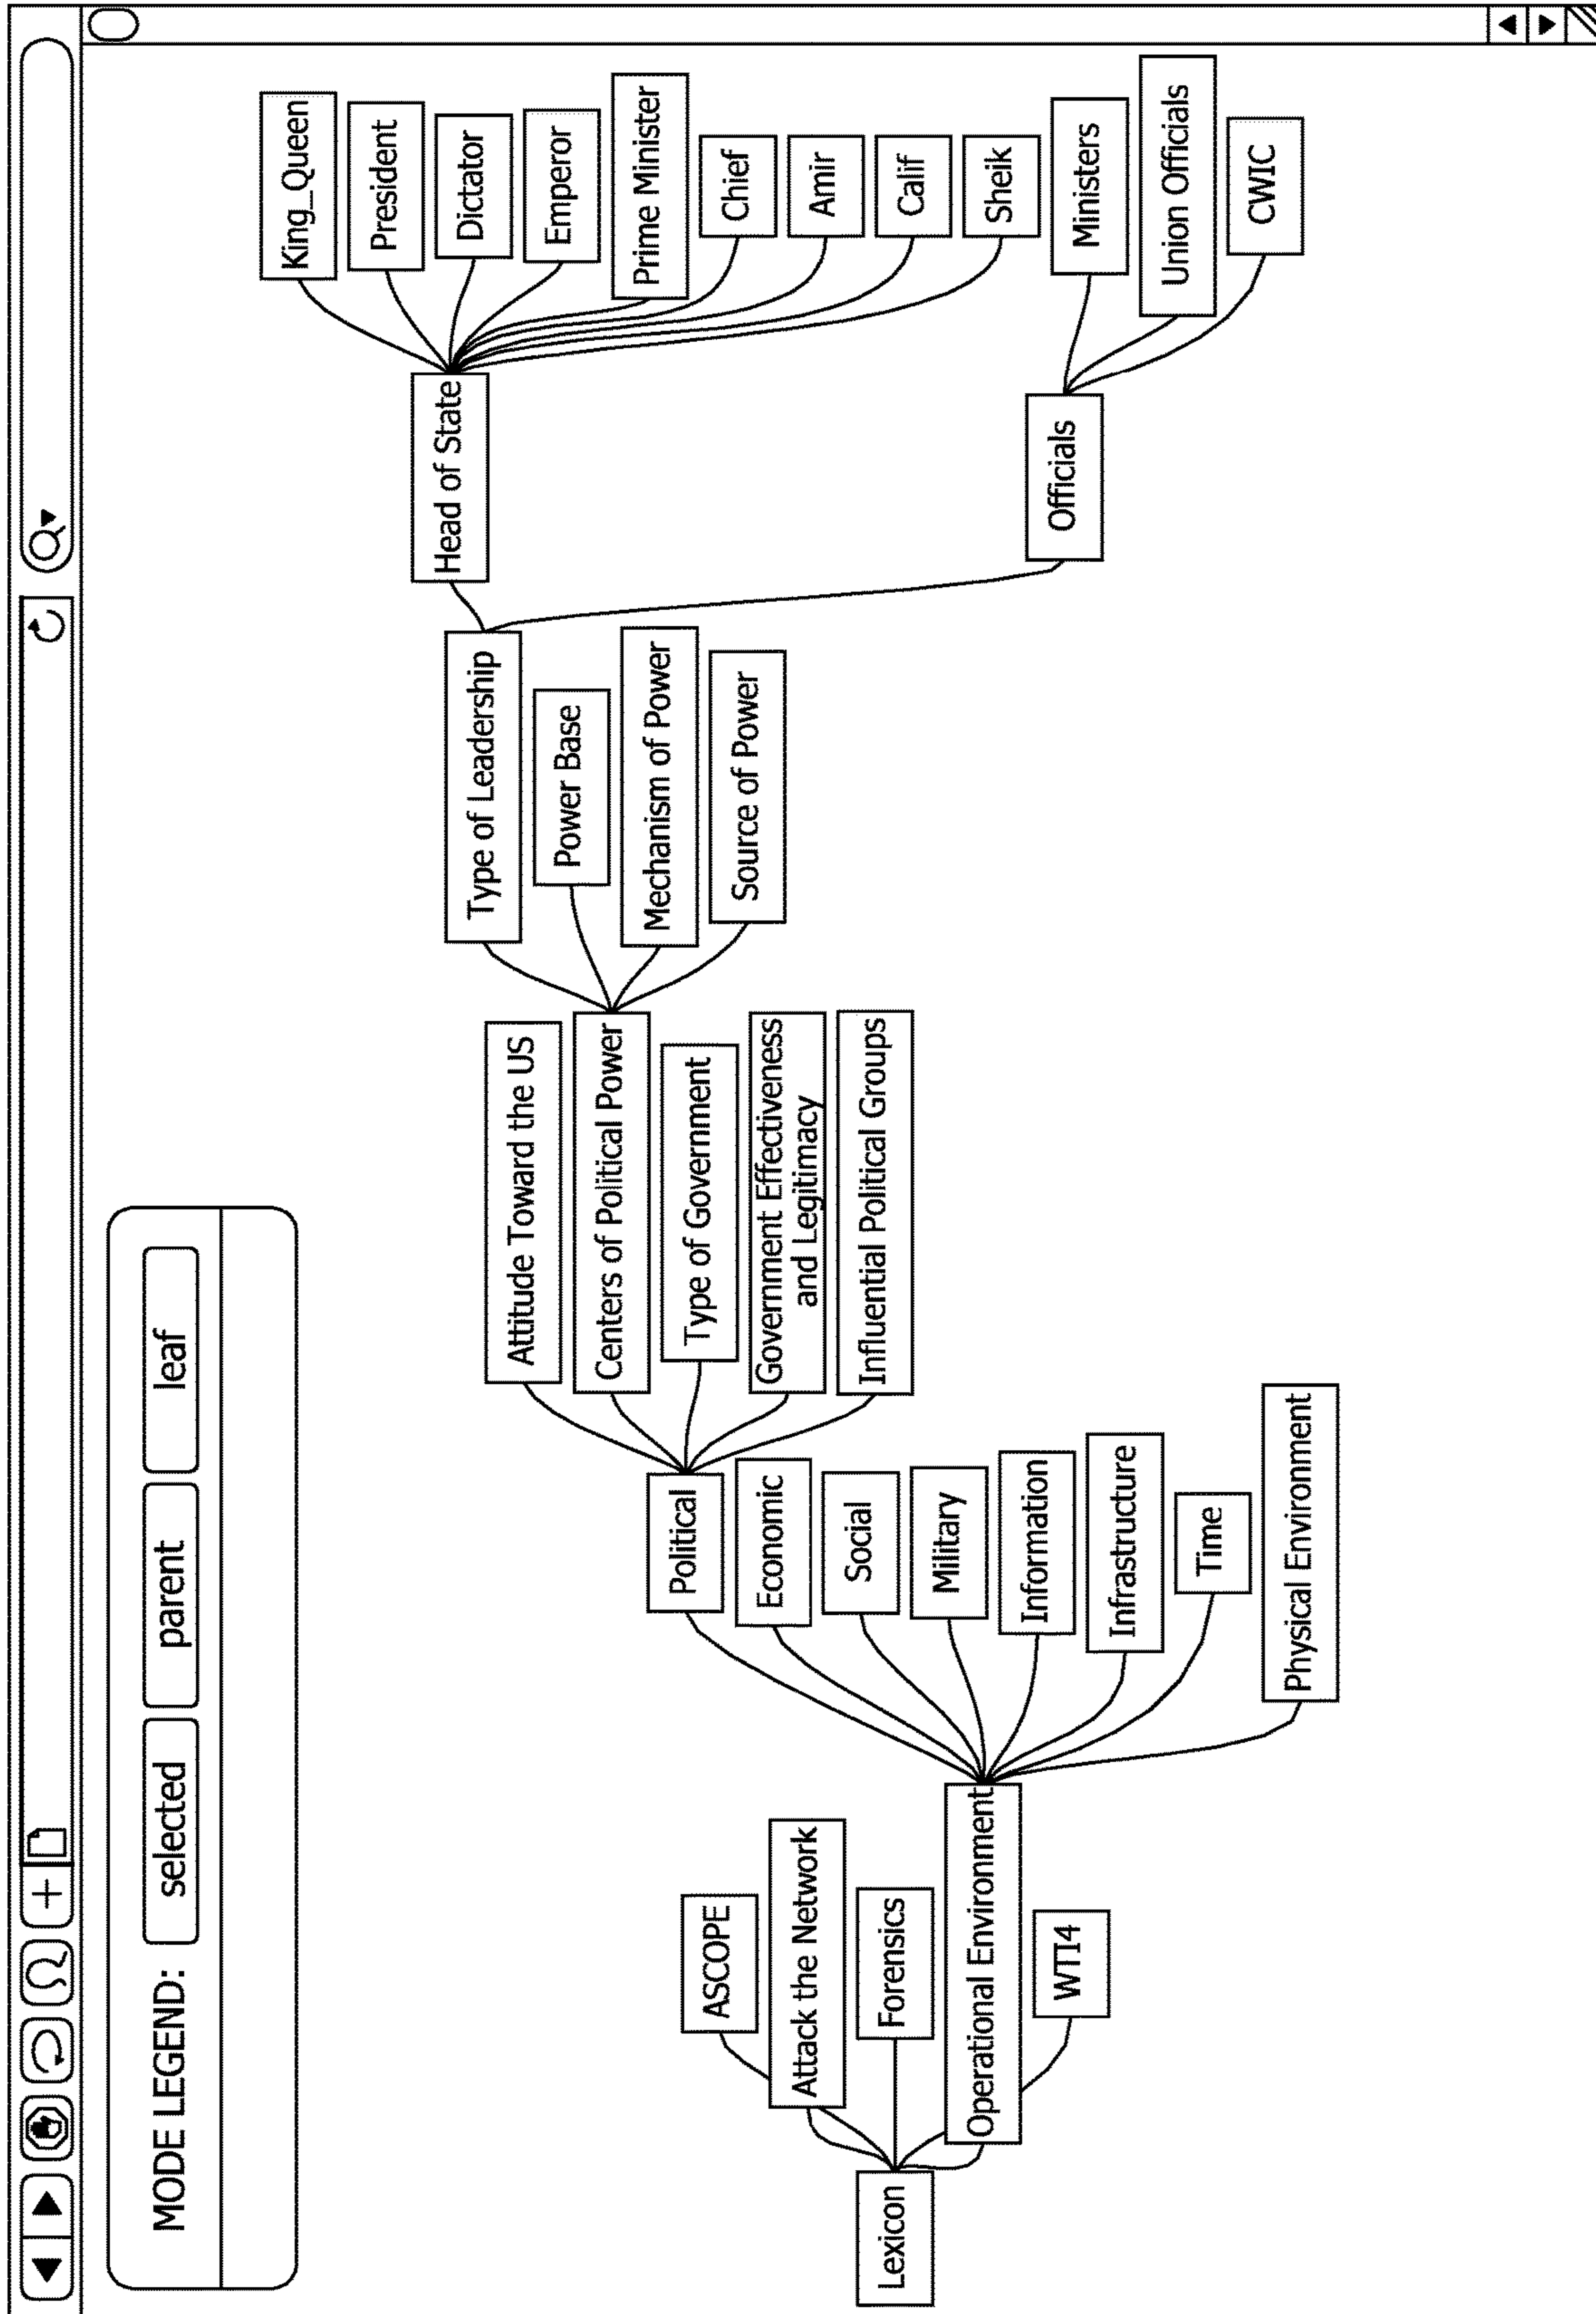 MODE LEGEND:
selected
parent
leaf
Lexicon
ASCOPE
Attack the Network
Forensics
Operational Environment
WTI4
Political
Economic
Social
Military
Information
Infrastructure
Time
Physical Environment
Attitude Toward the US
Centers of Political Power
Type of Government
Government Effectiveness
and Legitimacy
Influential Political Groups
Type of Leadership
Power Base
Mechanism of Power
Source of Power
Head of State
Officials
King_Queen
President
Dictator
Emperor
Prime Minister
Chief
Amir
Calif
Sheik
Ministers
Union Officials
CWIC